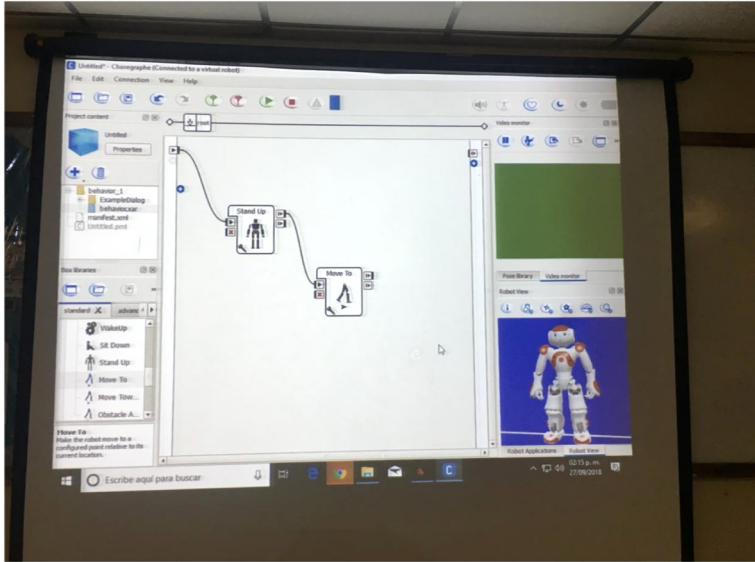 Untitled* - Choregraphe (Connected to a virtual robot)
File Edit Connection View Help
Project content
root
Video monitor
Untitled
Properties
behavior_1
ExampleDialog
behavior.xar
manifest.xml
Untitled.pml
Stand Up
Move To
Box libraries
standard
advanc
WakeUp
Sit Down
Stand Up
Move To
Move Tow...
Obstacle A...
Move To
Make the robot move to a
configured point relative to its
current location.
Pose library Video monitor
Robot View
Robot Applications Robot View
Escribe aquí para buscar
02:15 p. m.
27/09/2018